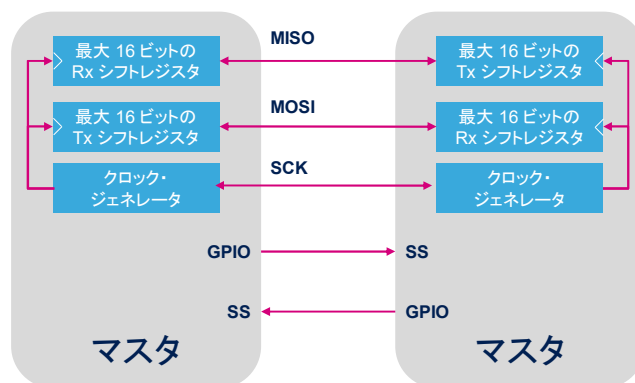 最大 16 ビットの
Rx シフトレジスタ
MISO
最大 16 ビットの
Tx シフトレジスタ
最大 16 ビットの
Tx シフトレジスタ
MOSI
最大 16 ビットの
Rx シフトレジスタ
クロック・
ジェネレータ
SCK
クロック・
ジェネレータ
GPIO
SS
SS
GPIO
マスタ
マスタ